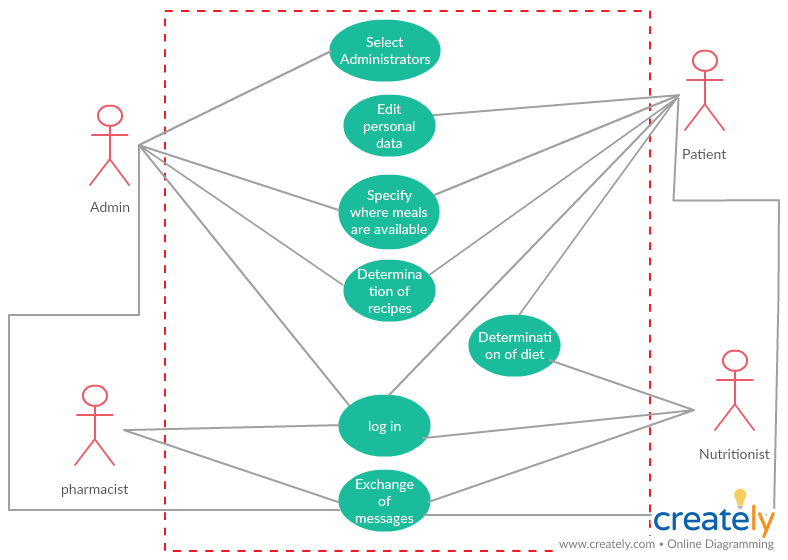 Select
Administrators
Edit
personal
data
Patient
Admin
Specify
where meals
are available
Determina
tion of
recipes
Determinati
on of diet
log in
Nutritionist
pharmacist
Exchange
of
messages
creately
www.creately.com • Online Diagramming